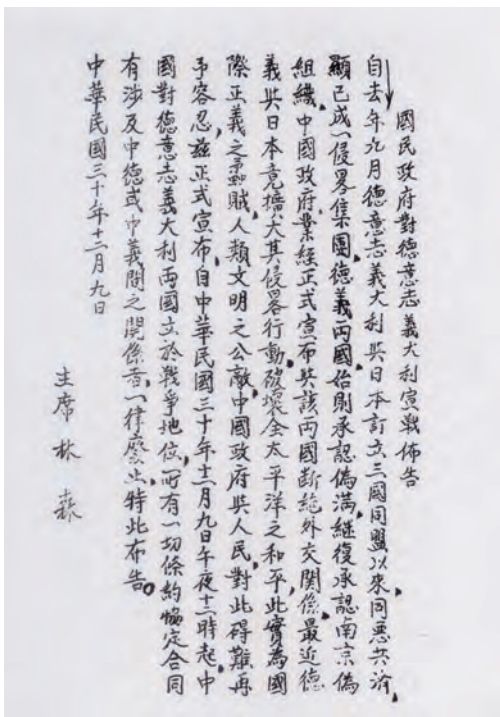 國民政府對德意志義大利宣戰佈告
自去年九月德意志義大利與日本訂立三國同盟以來,同惡共濟,
顯已成一侵畧集團,德義兩國,始則承認偽滿,繼復承認南京偽
組織,中國政府業經正式宣布與該兩國斷絕外交關係,最近德
義與日本竟擴大其侵畧行動,破壞全太平洋之和平,此實為國
際正義之蟊賊,人類文明之公敵,中國政府與人民,對此碍難再
予容忍,茲正式宣布,自中華民國三十年十二月九日午夜十二時起,中
國對德意志義大利兩國立於戰爭地位,所有一切條約協定合同
有涉及中德或中義間之關係者,一律廢止,特此布告。
中華民國三十年十二月九日
主席 林 森